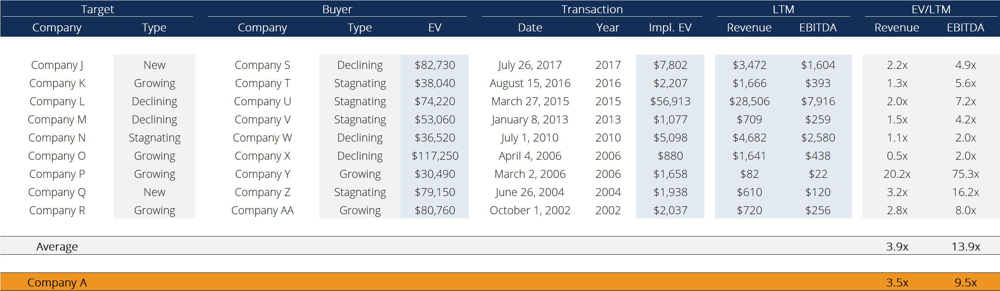 Target Buyer Transaction LTM EV/LTM
Company Type Company Type EV Date Year Impl. EV Revenue EBITDA Revenue EBITDA
Company J New Company S Declining $82,730 July 26, 2017 2017 $7,802 $3,472 $1,604 2.2x 4.9x
Company K Growing Company T Stagnating $38,040 August 15, 2016 2016 $2,207 $1,666 $393 1.3x 5.6x
Company L Declining Company U Stagnating $74,220 March 27, 2015 2015 $56,913 $28,506 $7,916 2.0x 7.2x
Company M Declining Company V Stagnating $53,060 January 8, 2013 2013 $1,077 $709 $259 1.5x 4.2x
Company N Stagnating Company W Declining $36,520 July 1, 2010 2010 $5,098 $4,682 $2,580 1.1x 2.0x
Company O Growing Company X Declining $117,250 April 4, 2006 2006 $880 $1,641 $438 0.5x 2.0x
Company P Growing Company Y Growing $30,490 March 2, 2006 2006 $1,658 $82 $22 20.2x 75.3x
Company Q New Company Z Stagnating $79,150 June 26, 2004 2004 $1,938 $610 $120 3.2x 16.2x
Company R Growing Company AA Growing $80,760 October 1, 2002 2002 $2,037 $720 $256 2.8x 8.0x
Average 3.9x 13.9x
Company A 3.5x 9.5x